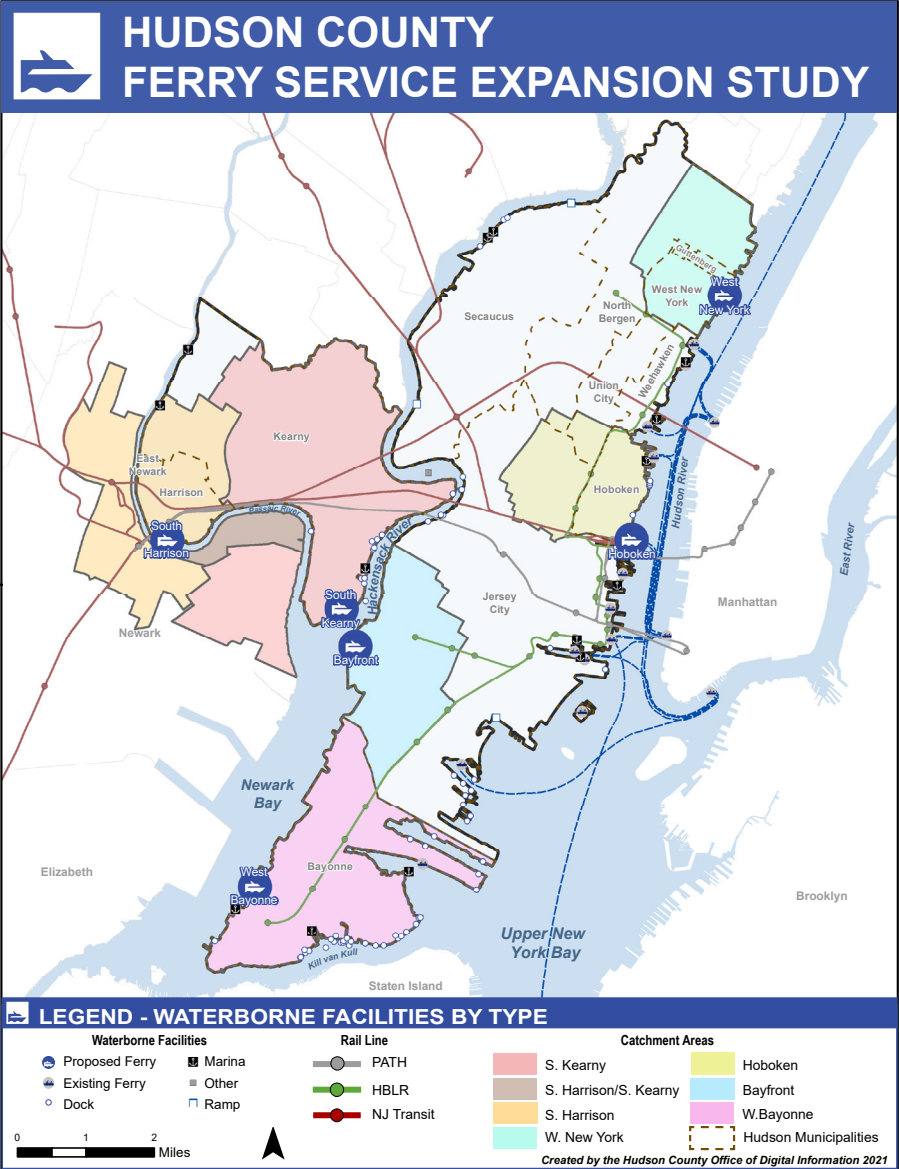 HUDSON COUNTY
FERRY SERVICE EXPANSION STUDY
Guttenberg
West
New York
West New
York
North
Bergen
Secaucus
Weehawken
Union
City
Kearny
East
Newark
Harrison
Hoboken
Hudson River
Passaic River
South
Harrison
Hoboken
Hackensack River
East River
Jersey
City
Manhattan
South
Kearny
Newark
Bayfront
Newark
Bay
Elizabeth
Bayonne
West
Bayonne
Brooklyn
Upper New
York Bay
Kill van Kull
Staten Island
LEGEND - WATERBORNE FACILITIES BY TYPE
Waterborne Facilities
Proposed Ferry
Existing Ferry
Dock
Marina
Other
Ramp
Rail Line
PATH
HBLR
NJ Transit
Catchment Areas
S. Kearny
S. Harrison/S. Kearny
S. Harrison
W. New York
Hoboken
Bayfront
W.Bayonne
Hudson Municipalities
0 1 2
Miles
Created by the Hudson County Office of Digital Information 2021